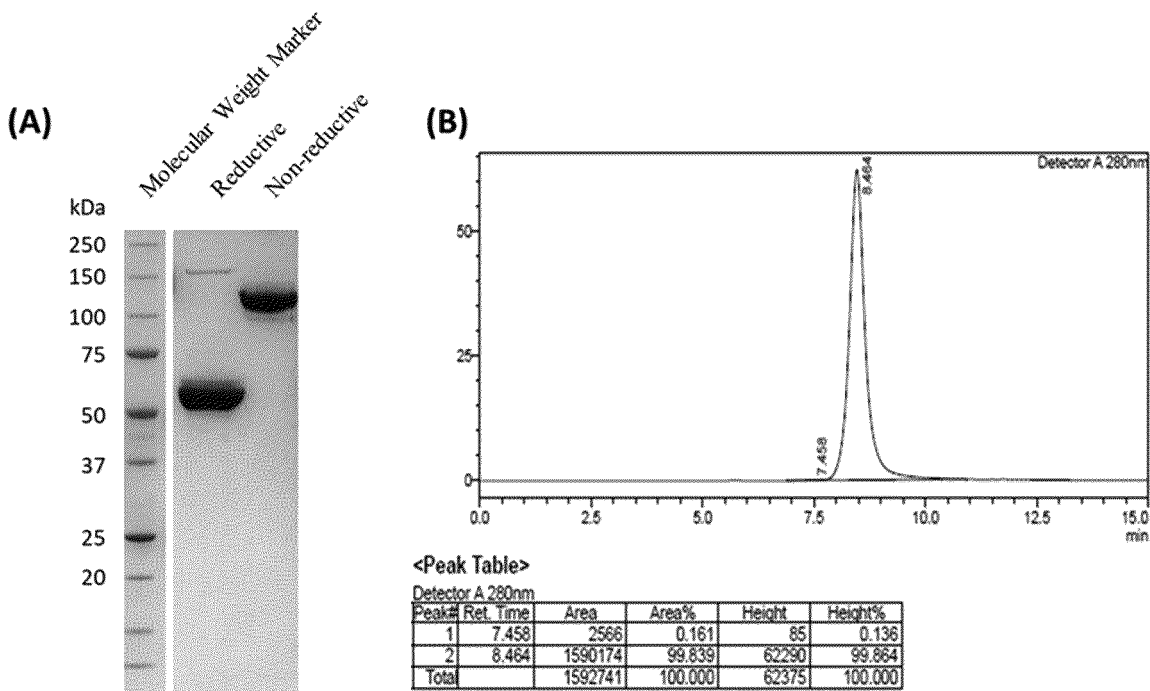 (A)
Molecular Weight Marker
Reductive
Non-reductive
kDa
250
150
100
75
50
37
25
20
(B)
Detector A 280nm
8.464
7.458
50
25
0
0.0 2.5 5.0 7.5 10.0 12.5 15.0
min
<Peak Table>
Detector A 280nm
Peak# Ret. Time Area Area% Height Height%
1 7.458 2566 0.161 85 0.136
2 8.464 1590174 99.839 62290 99.864
Total 1592741 100.000 62375 100.000